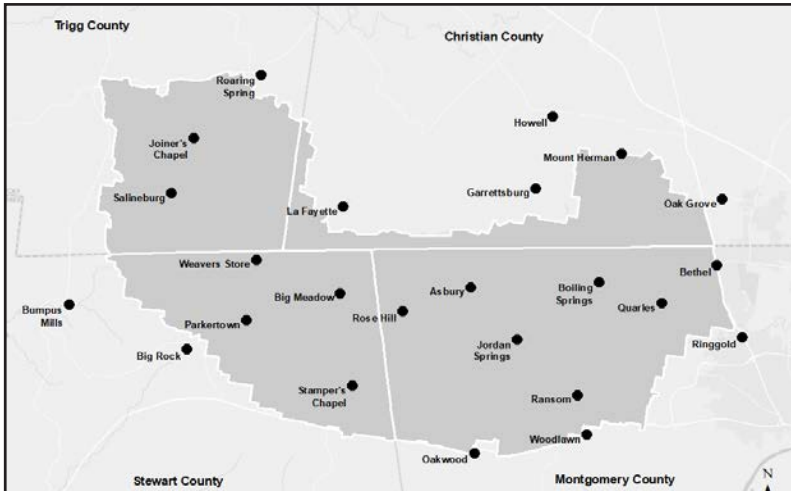 Trigg County
Christian County
Roaring
Spring
Howell
Joiner's
Chapel
Mount Herman
Salineburg
Garrettsburg
Oak Grove
La Fayette
Weavers Store
Bethel
Big Meadow
Asbury
Boiling
Springs
Quarles
Bumpus
Mills
Parkertown
Rose Hill
Jordan
Springs
Ringgold
Big Rock
Stamper's
Chapel
Ransom
Woodlawn
Oakwood
Stewart County
Montgomery County
N